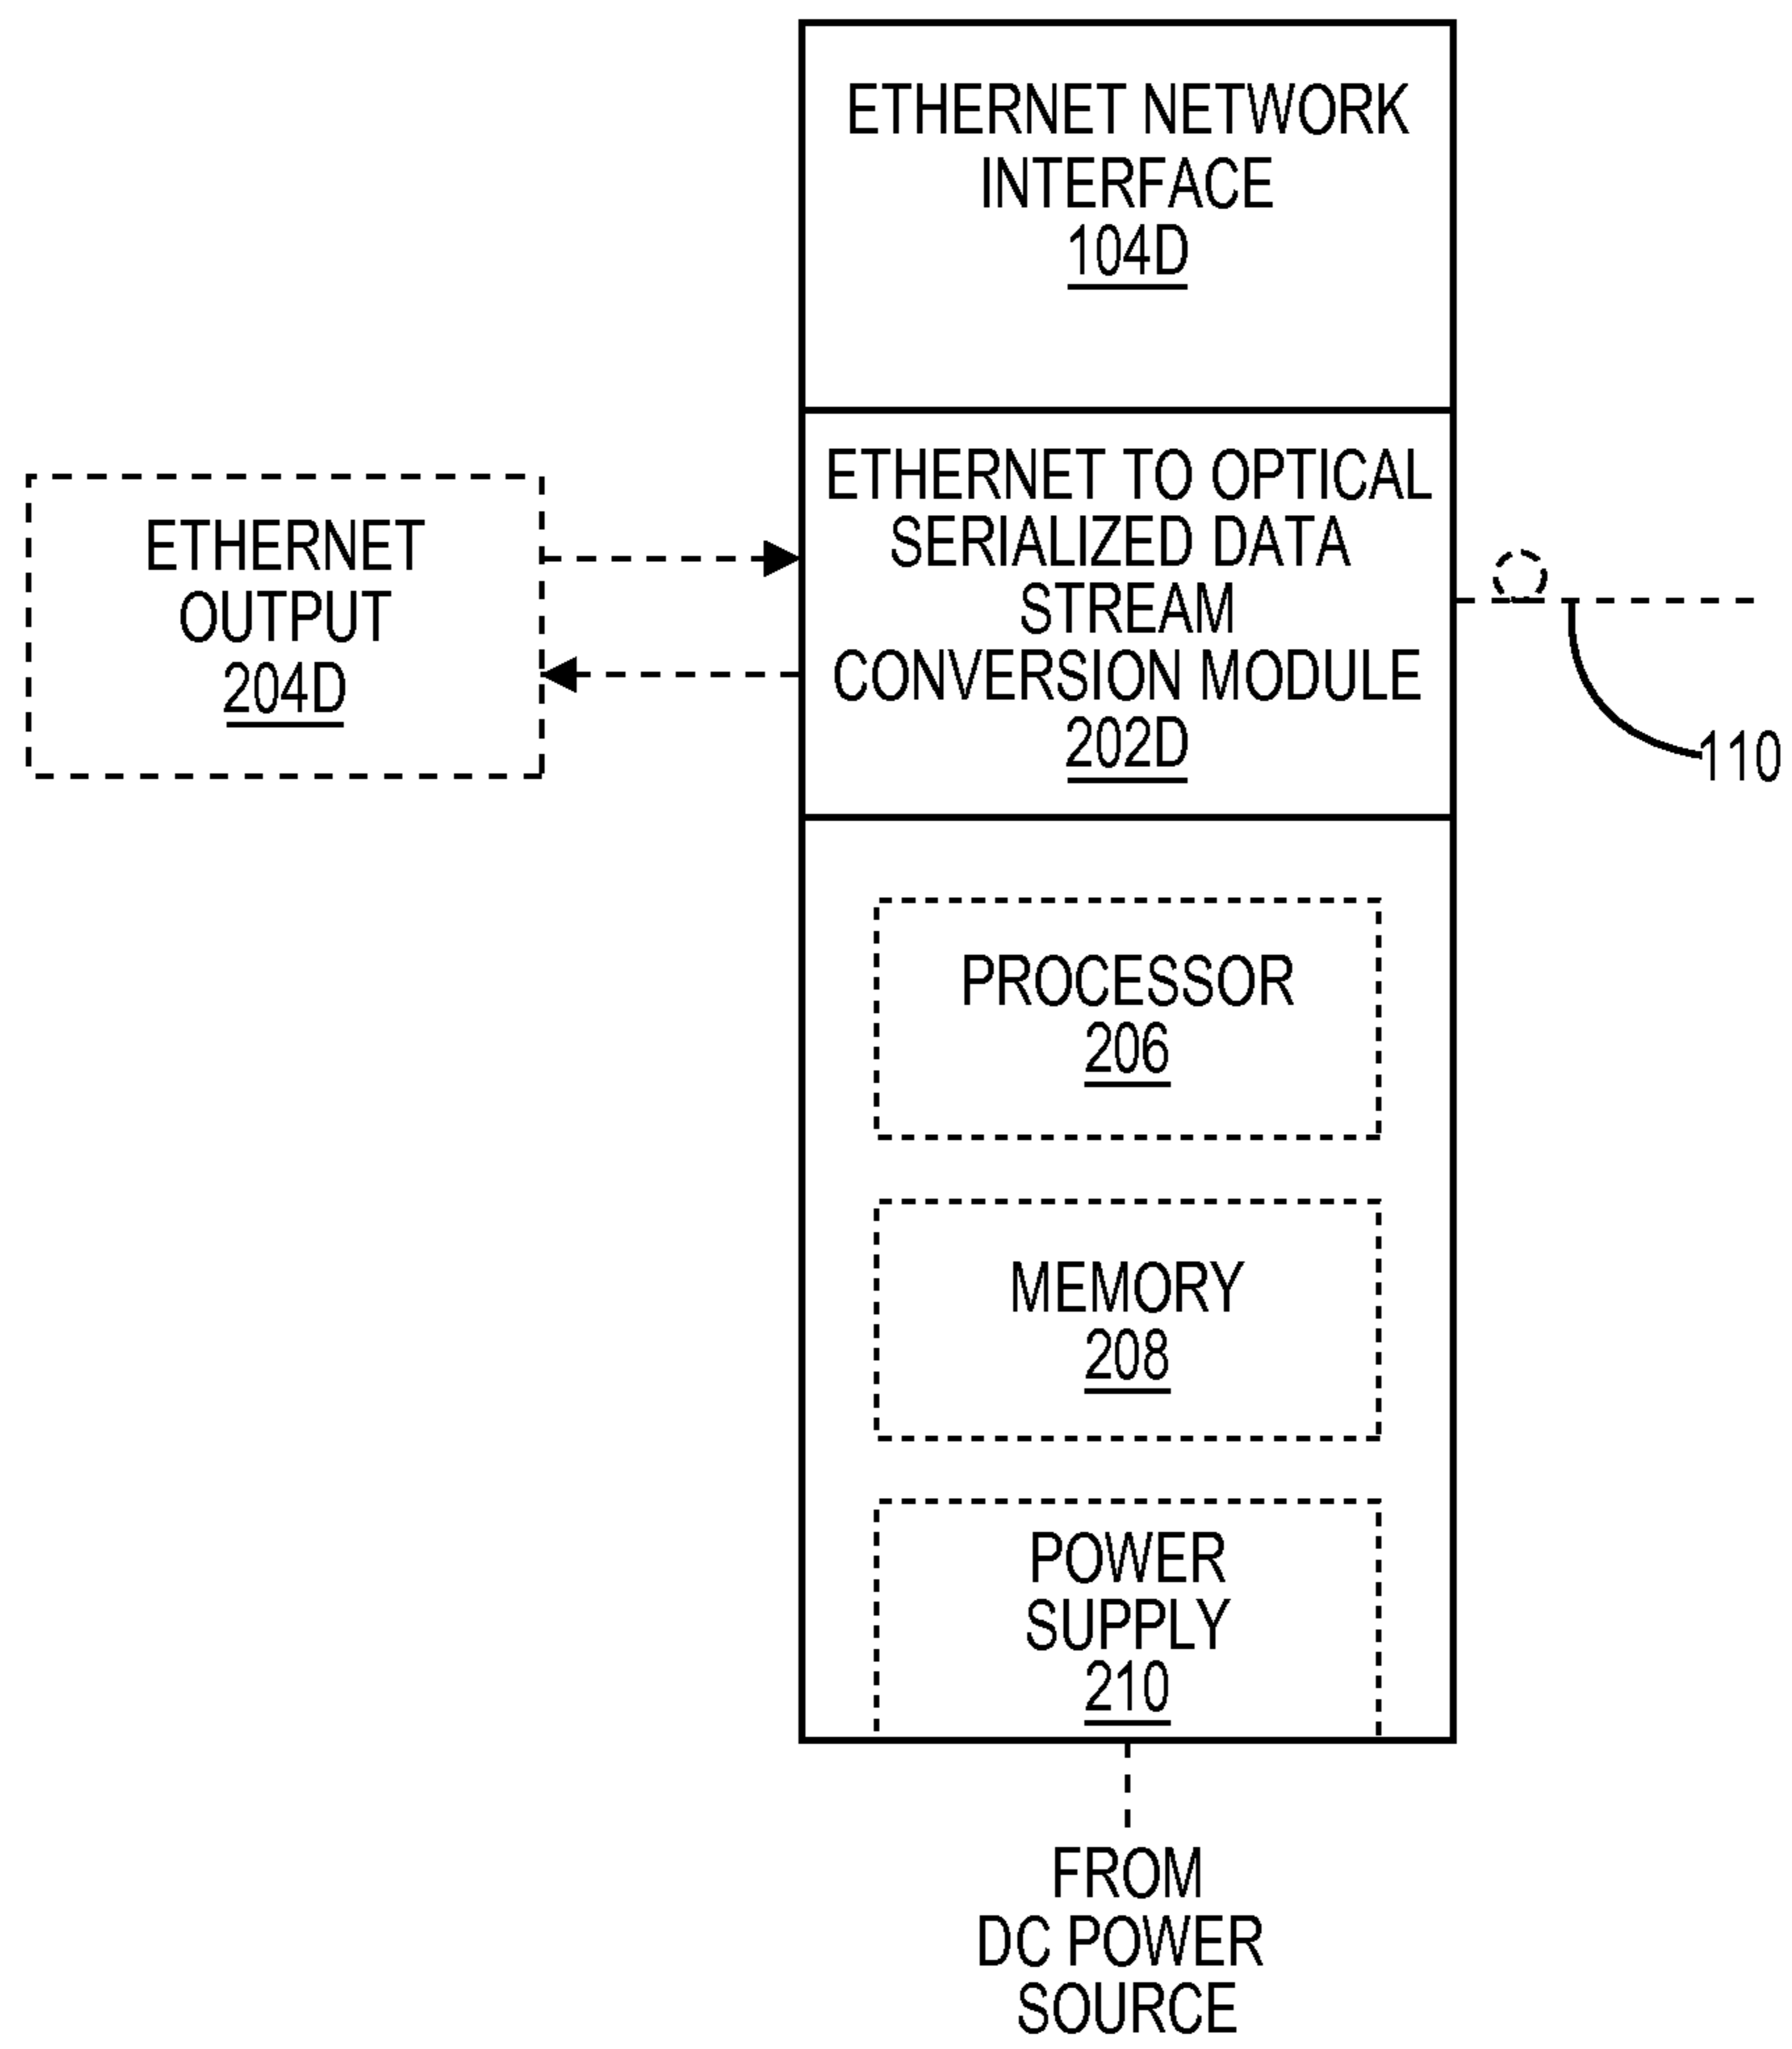 ETHERNET NETWORK
INTERFACE
104D
ETHERNET
OUTPUT
204D
ETHERNET TO OPTICAL
SERIALIZED DATA
STREAM
CONVERSION MODULE
202D
110
PROCESSOR
206
MEMORY
208
POWER
SUPPLY
210
FROM
DC POWER
SOURCE